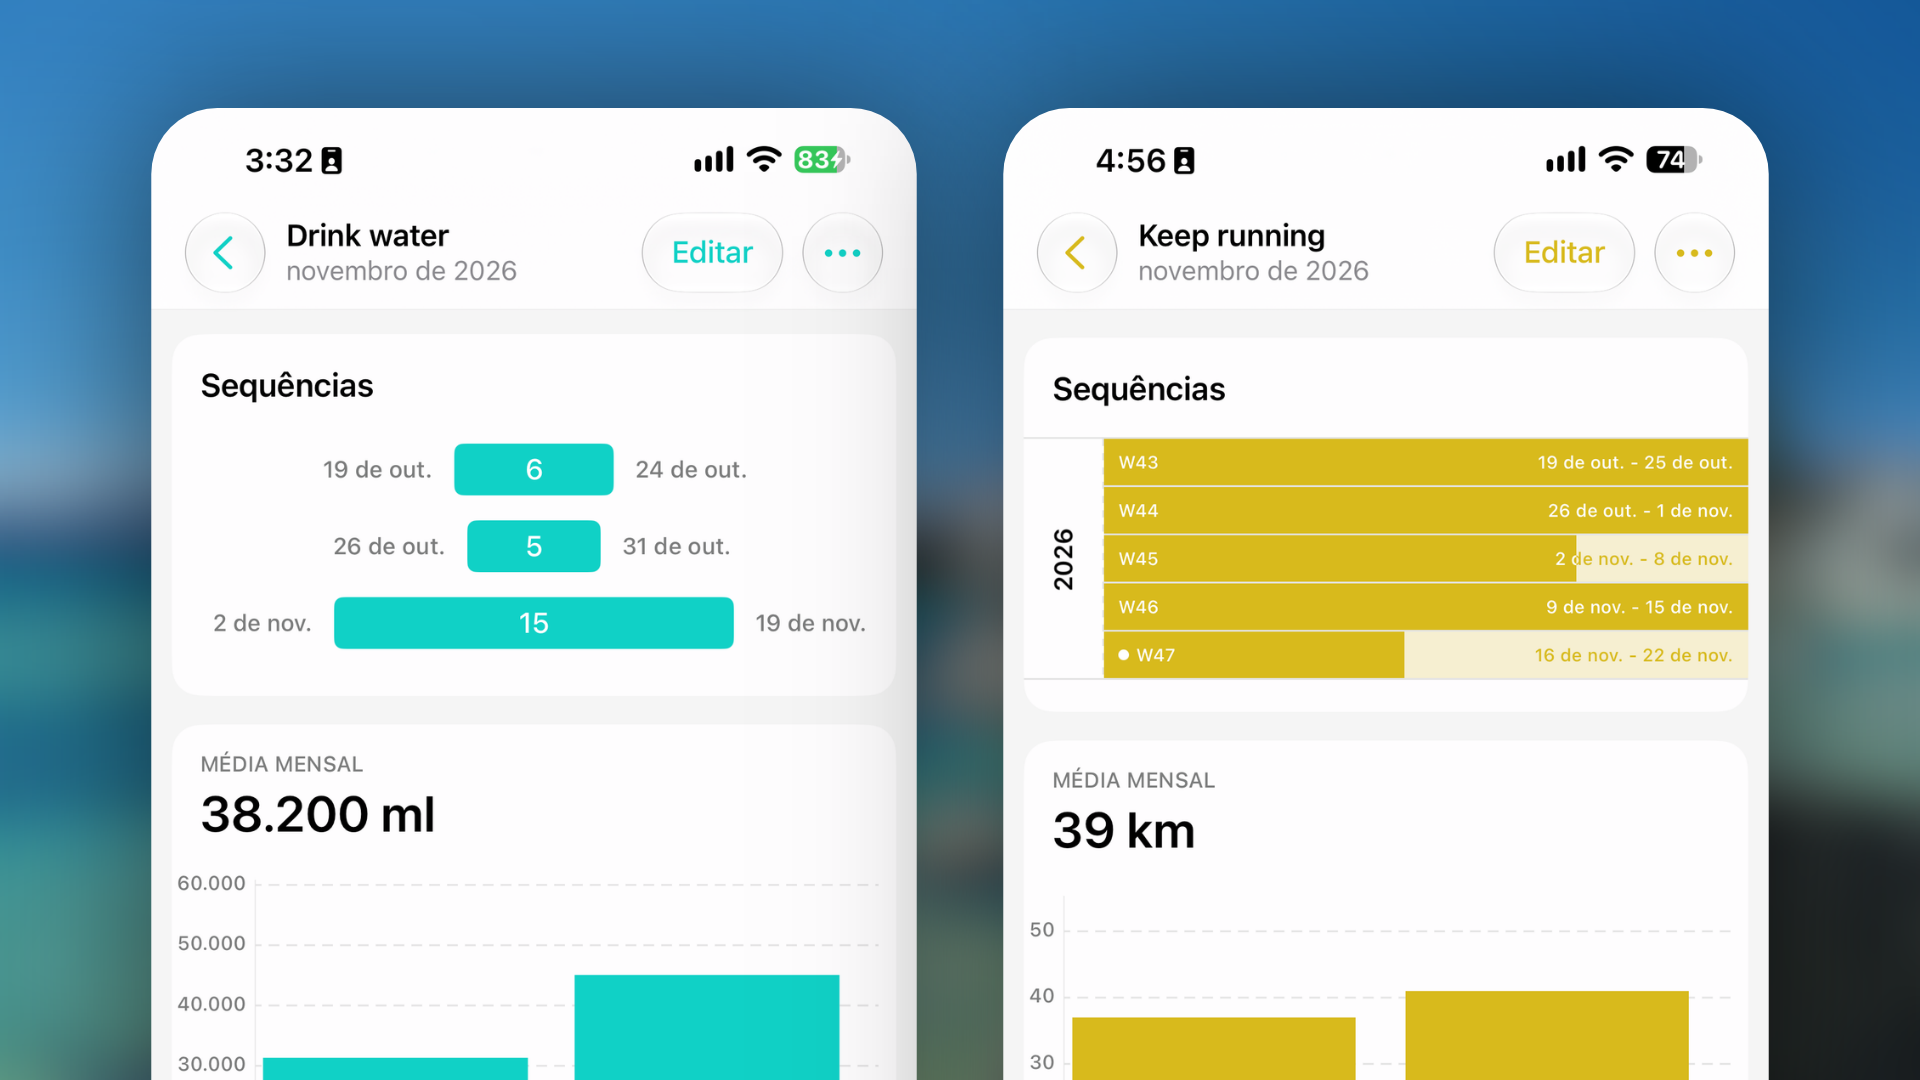 3:32
83
Drink water
novembro de 2026
Editar
Sequências
19 de out. 6 24 de out.
26 de out. 5 31 de out.
2 de nov. 15 19 de nov.
MÉDIA MENSAL
38.200 ml
60.000
50.000
40.000
30.000
4:56
74
Keep running
novembro de 2026
Editar
Sequências
2026
W43 19 de out. - 25 de out.
W44 26 de out. - 1 de nov.
W45 2 de nov. - 8 de nov.
W46 9 de nov. - 15 de nov.
W47 16 de nov. - 22 de nov.
MÉDIA MENSAL
39 km
50
40
30